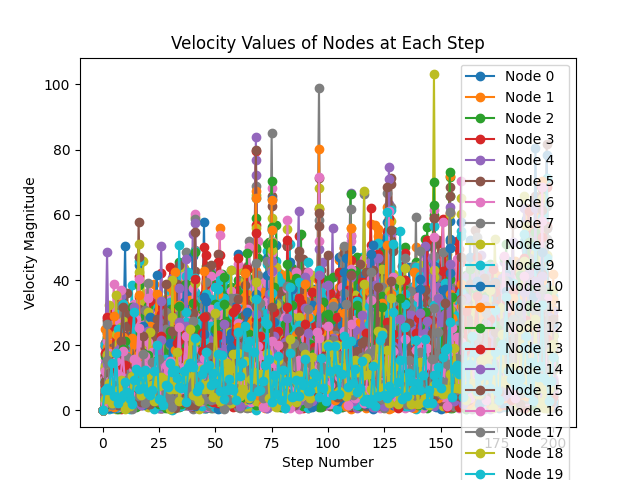 Velocity Values of Nodes at Each Step
Velocity Magnitude
100
80
60
40
20
0
0 25 50 75 100 125 150 175 200
Step Number
Node 0
Node 1
Node 2
Node 3
Node 4
Node 5
Node 6
Node 7
Node 8
Node 9
Node 10
Node 11
Node 12
Node 13
Node 14
Node 15
Node 16
Node 17
Node 18
Node 19